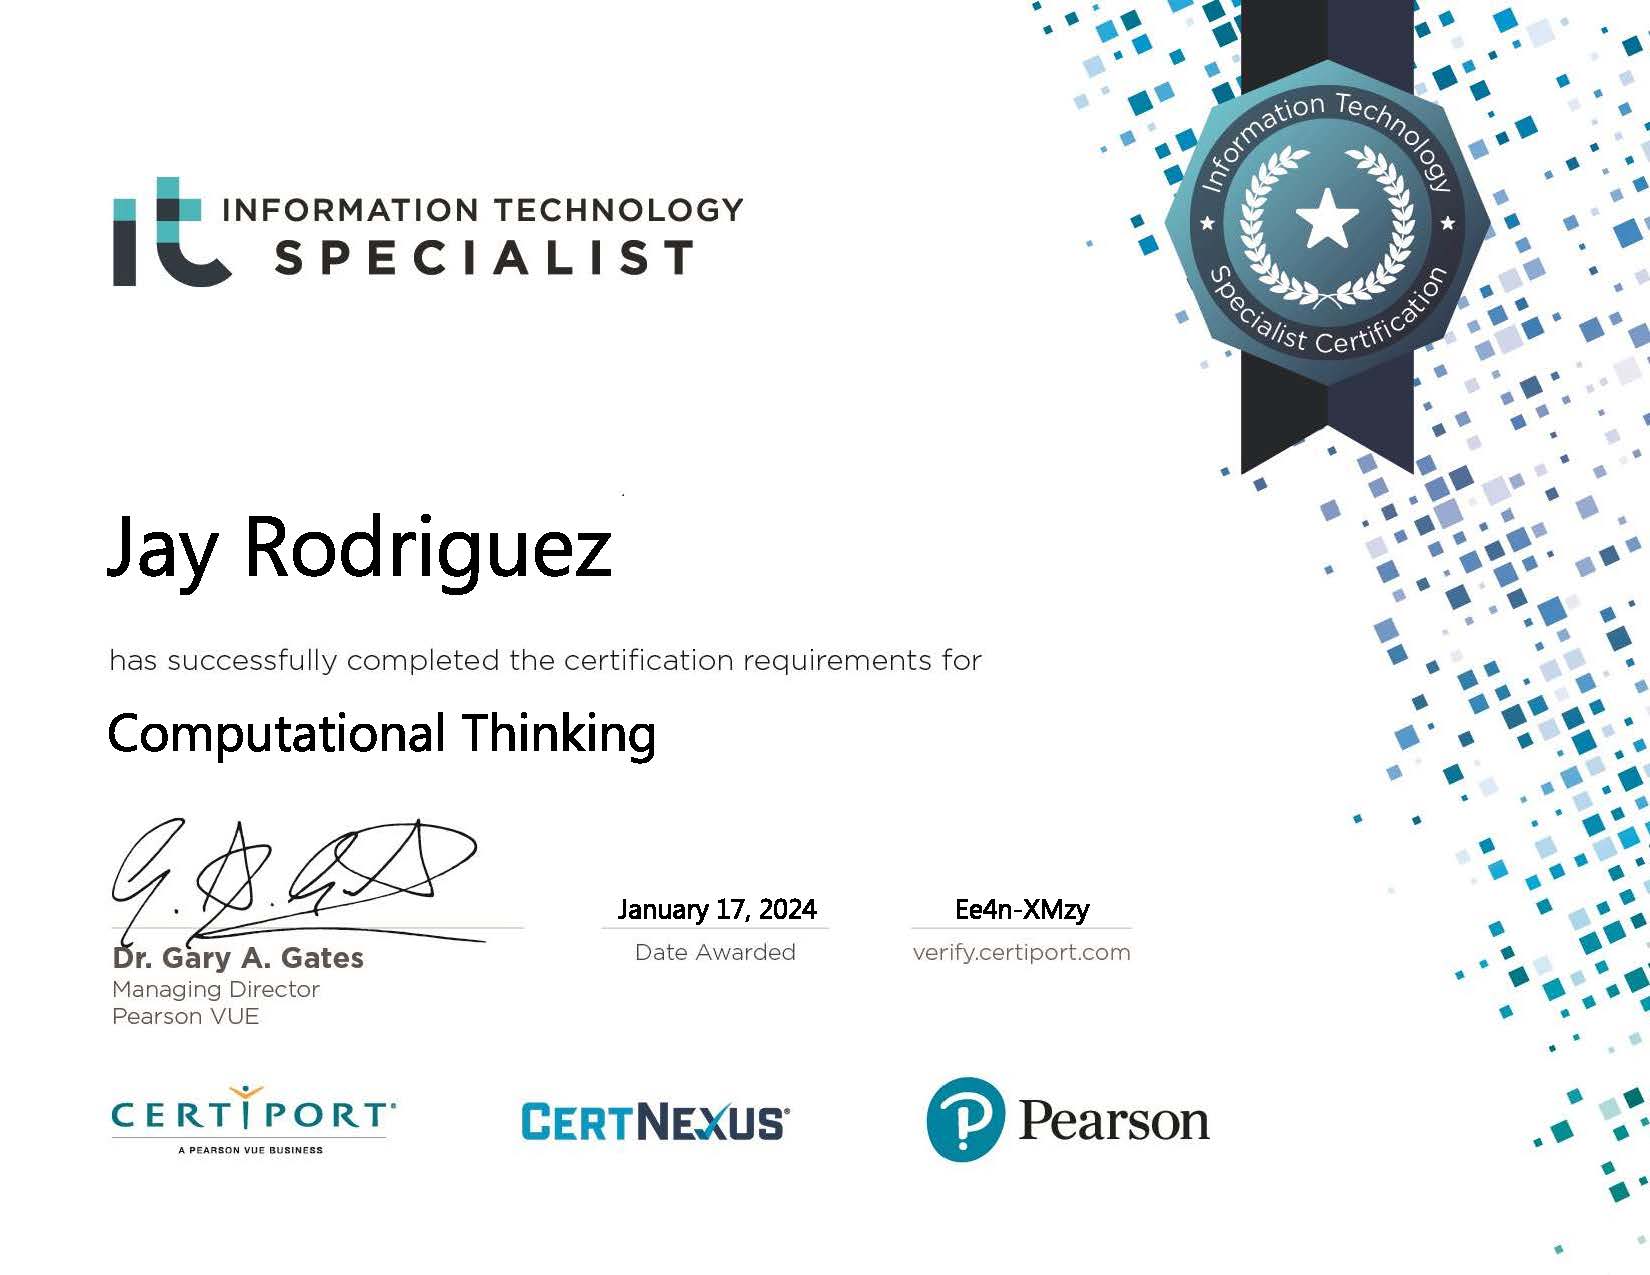 INFORMATION TECHNOLOGY
SPECIALIST
Information Technology
Specialist Certification
Jay Rodriguez
has successfully completed the certification requirements for
Computational Thinking
January 17, 2024
Ee4n-XMzy
Dr. Gary A. Gates
Date Awarded
verify.certiport.com
Managing Director
Pearson VUE
CERTIPORT®
A PEARSON VUE BUSINESS
CERTNEXUS®
Pearson